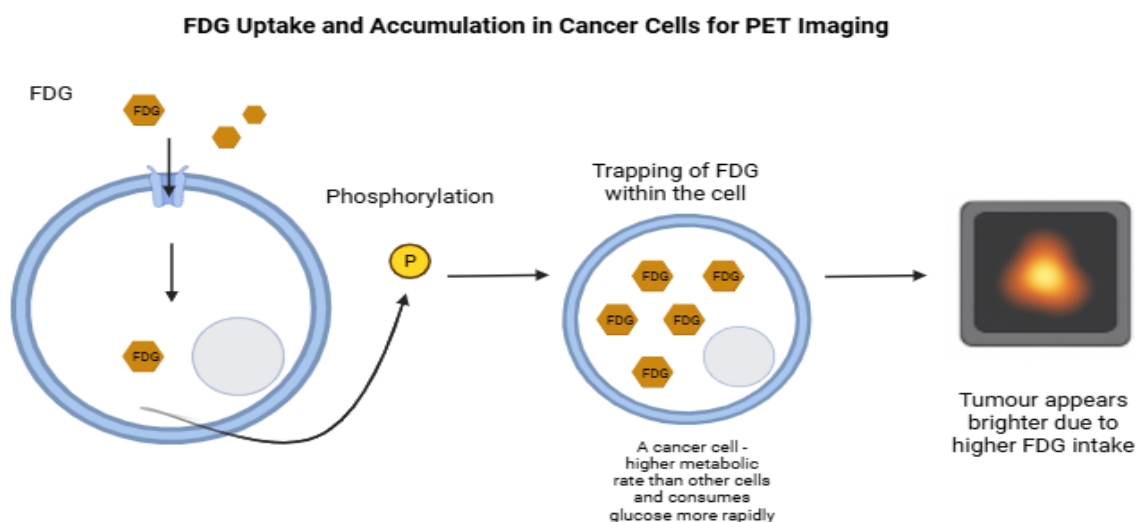 FDG Uptake and Accumulation in Cancer Cells for PET Imaging
FDG
FDG
FDG
Phosphorylation
P
Trapping of FDG
within the cell
FDG
FDG
FDG
FDG
FDG
A cancer cell -
higher metabolic
rate than other cells
and consumes
glucose more rapidly
Tumour appears
brighter due to
higher FDG intake